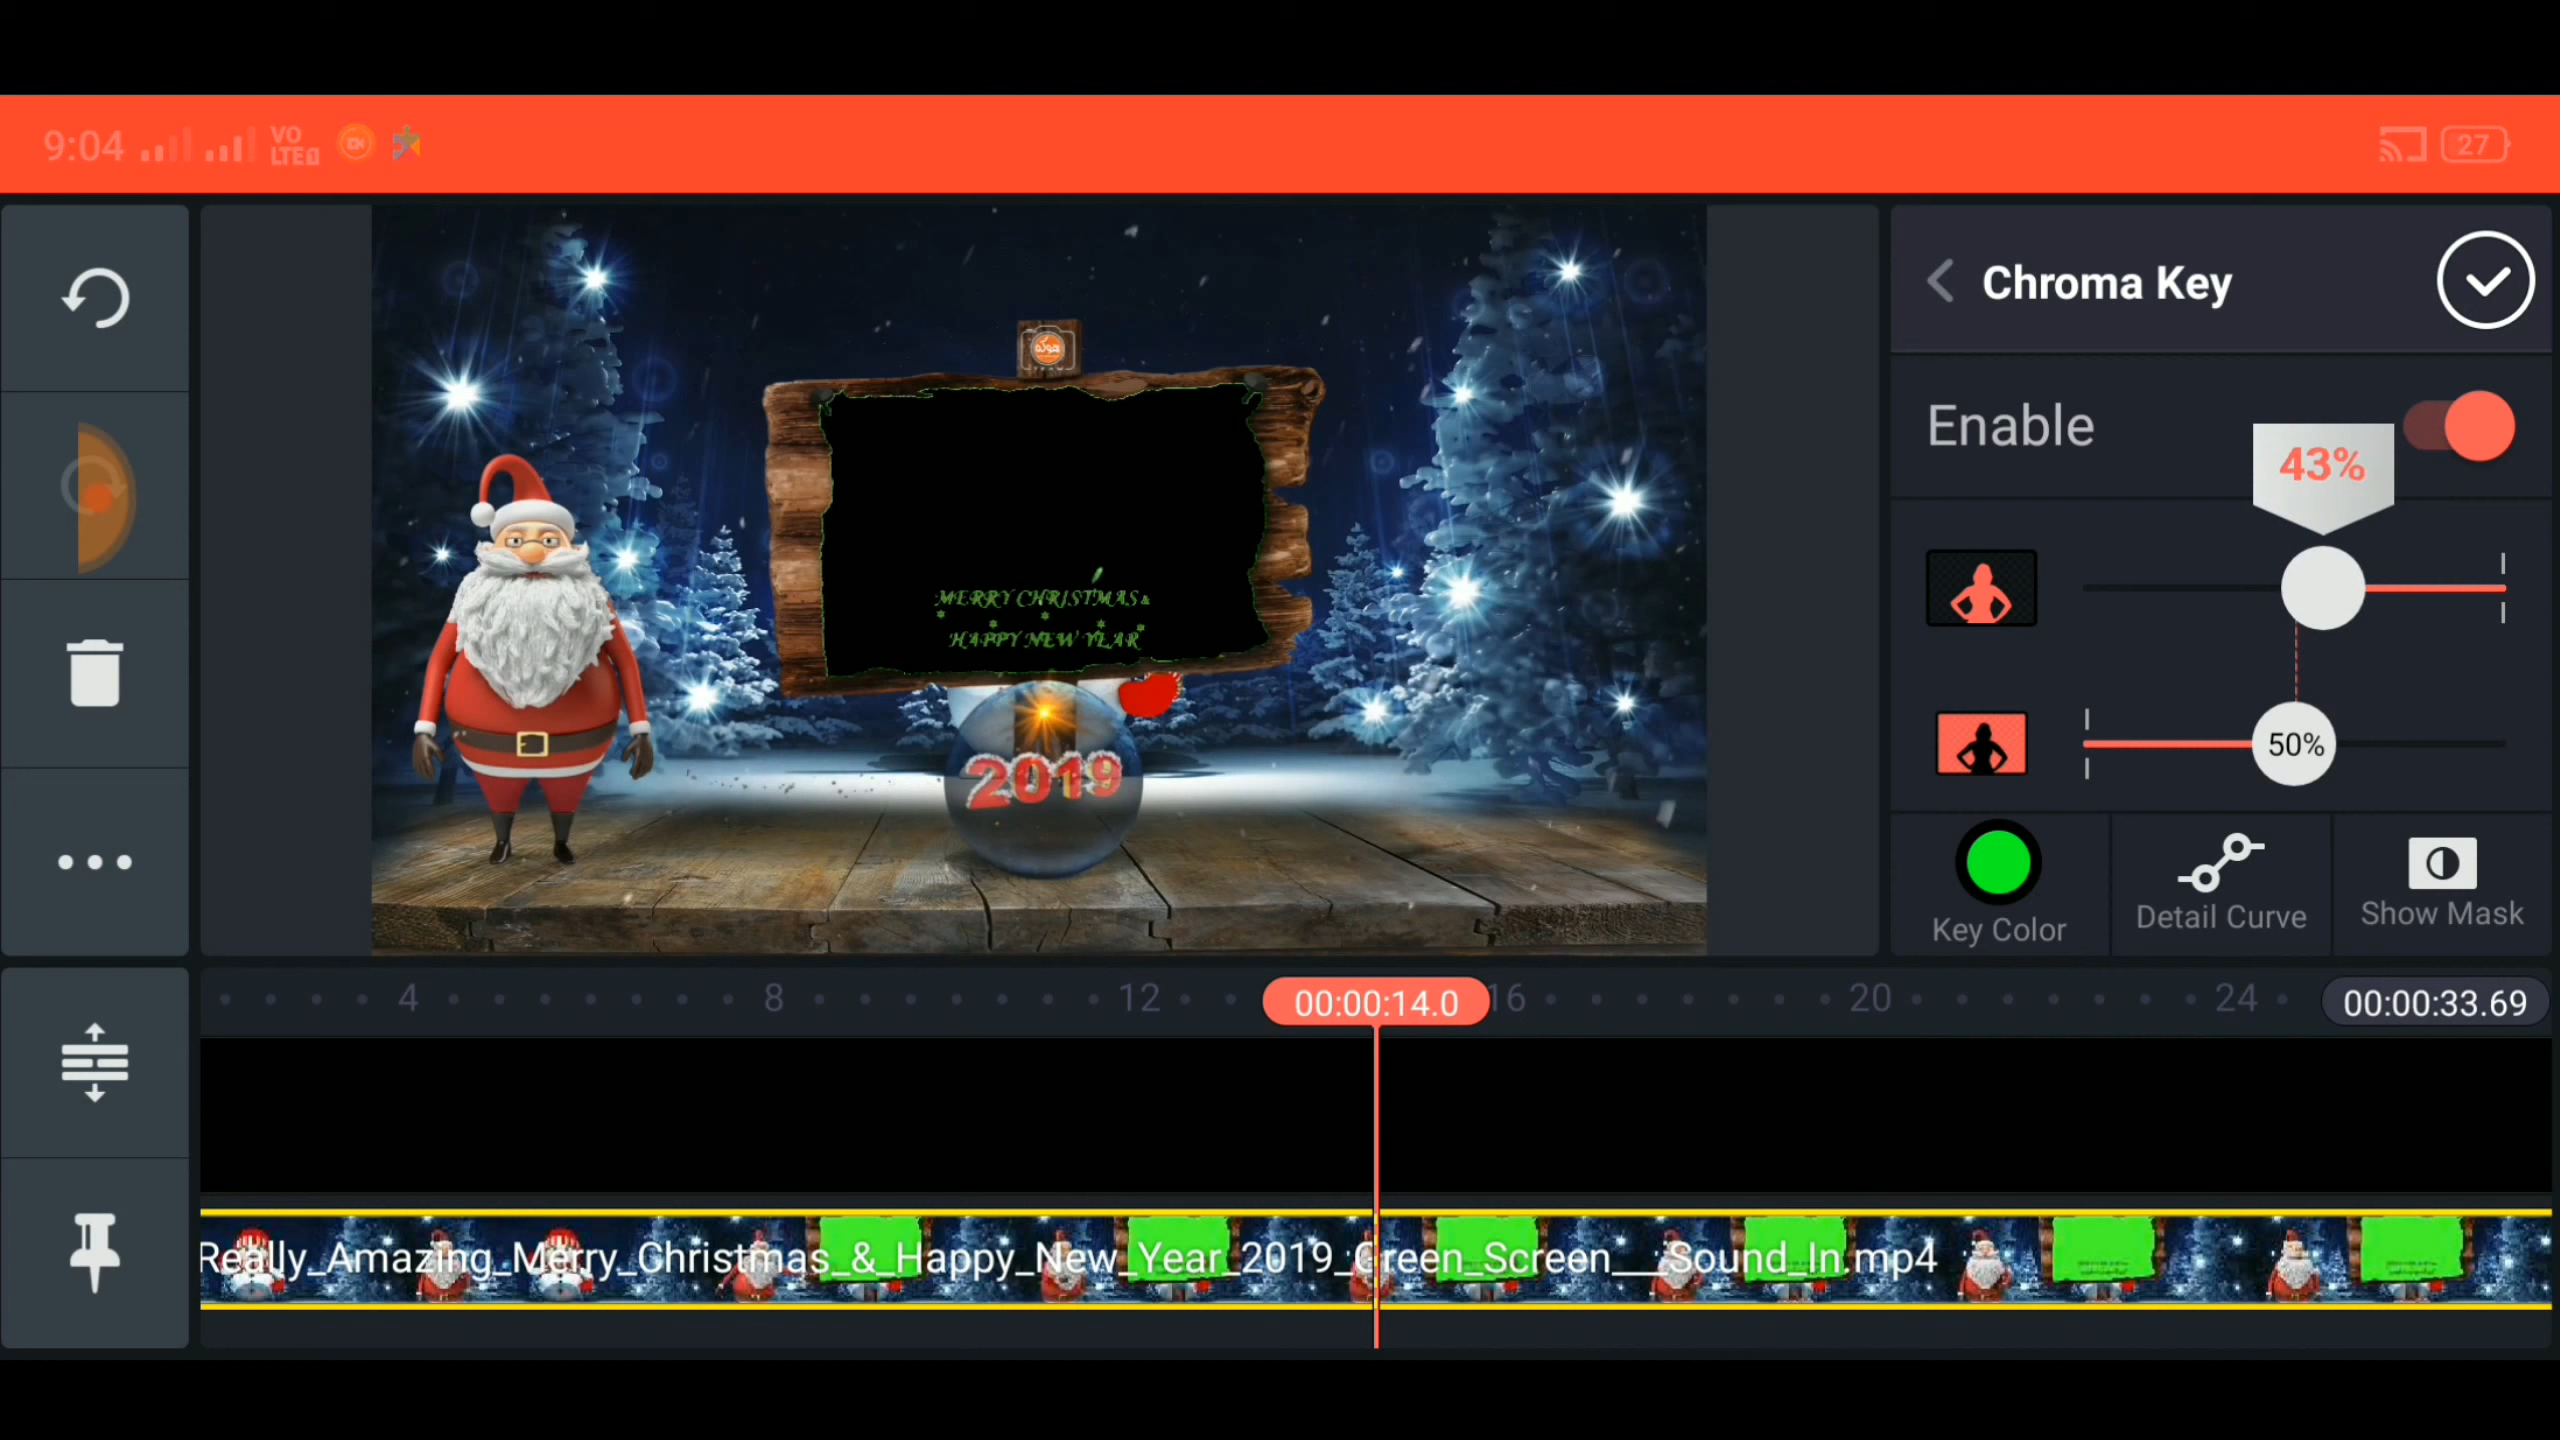 9:04
VO
LTE
27
Chroma Key
Enable
43%
50%
Key Color
Detail Curve
Show Mask
MERRY CHRISTMAS &
HAPPY NEW YEAR
2019
4
8
12
00:00:14.0
16
20
24
00:00:33.69
Really_Amazing_Merry_Christmas_&_Happy_New_Year_2019_Green_Screen___Sound_In.mp4